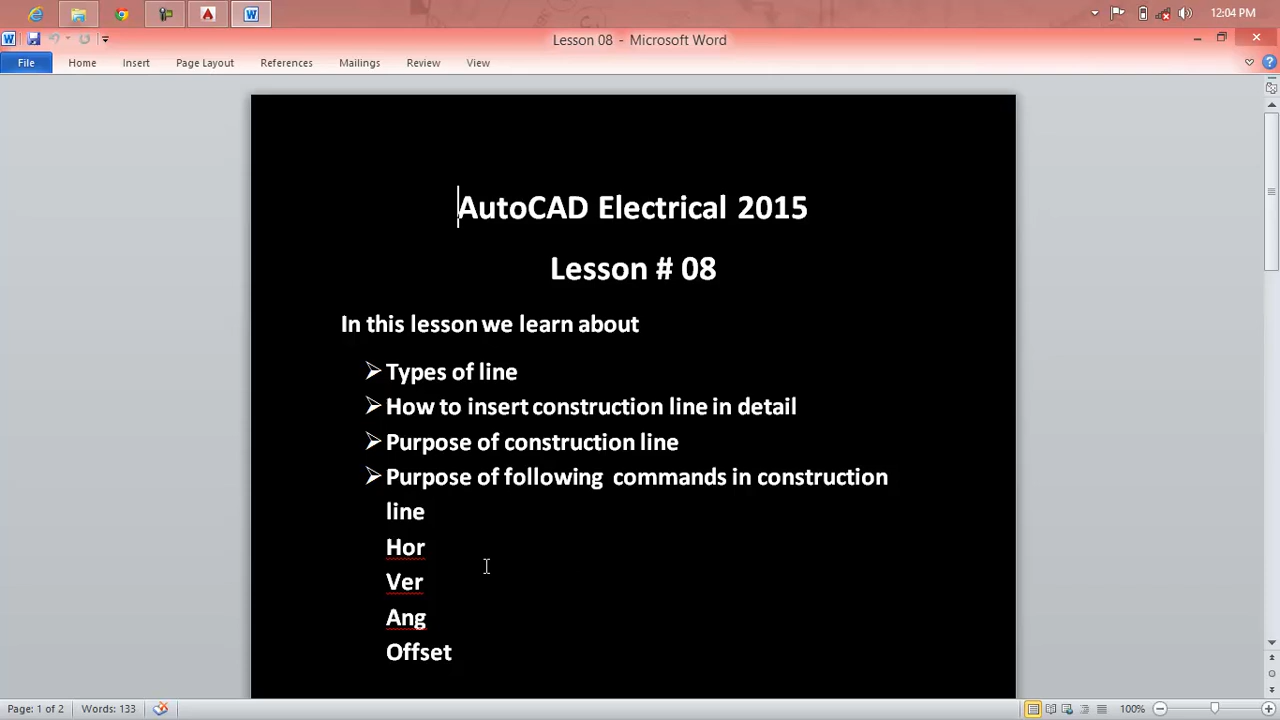 12:04 PM
Lesson 08 - Microsoft Word
File Home Insert Page Layout References Mailings Review View
AutoCAD Electrical 2015
Lesson # 08
In this lesson we learn about
Types of line
How to insert construction line in detail
Purpose of construction line
Purpose of following commands in construction
line
Hor
Ver
Ang
Offset
Page: 1 of 2 Words: 133 100%